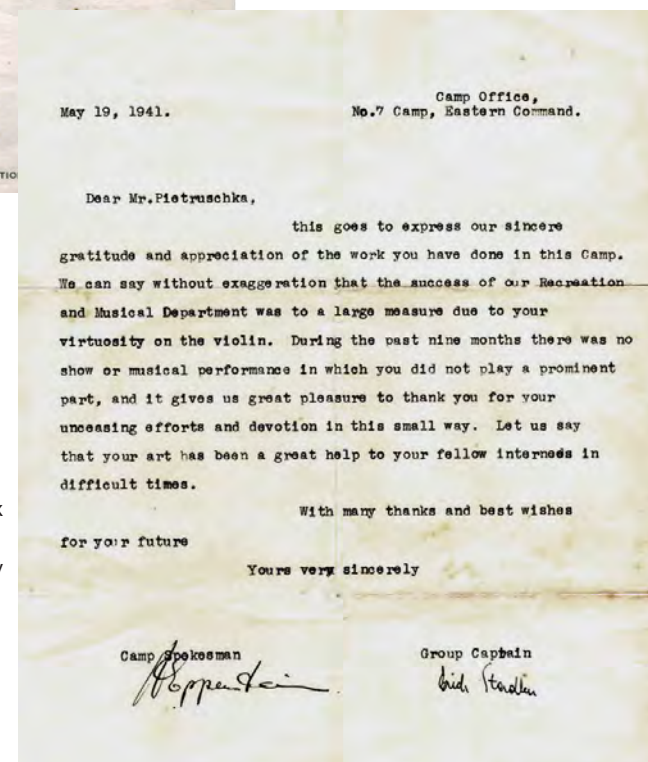 TIO
May 19, 1941.
Camp Office,
No.7 Camp, Eastern Command.
Dear Mr.Pietruschka,
this goes to express our sincere
gratitude and appreciation of the work you have done in this Camp.
We can say without exaggeration that the success of our Recreation
and Musical Department was to a large measure due to your
virtuosity on the violin. During the past nine months there was no
show or musical performance in which you did not play a prominent
part, and it gives us great pleasure to thank you for your
unceasing efforts and devotion in this small way. Let us say
that your art has been a great help to your fellow internees in
difficult times.
With many thanks and best wishes
for your future
Yours very sincerely
Camp Spokesman
Group Captain